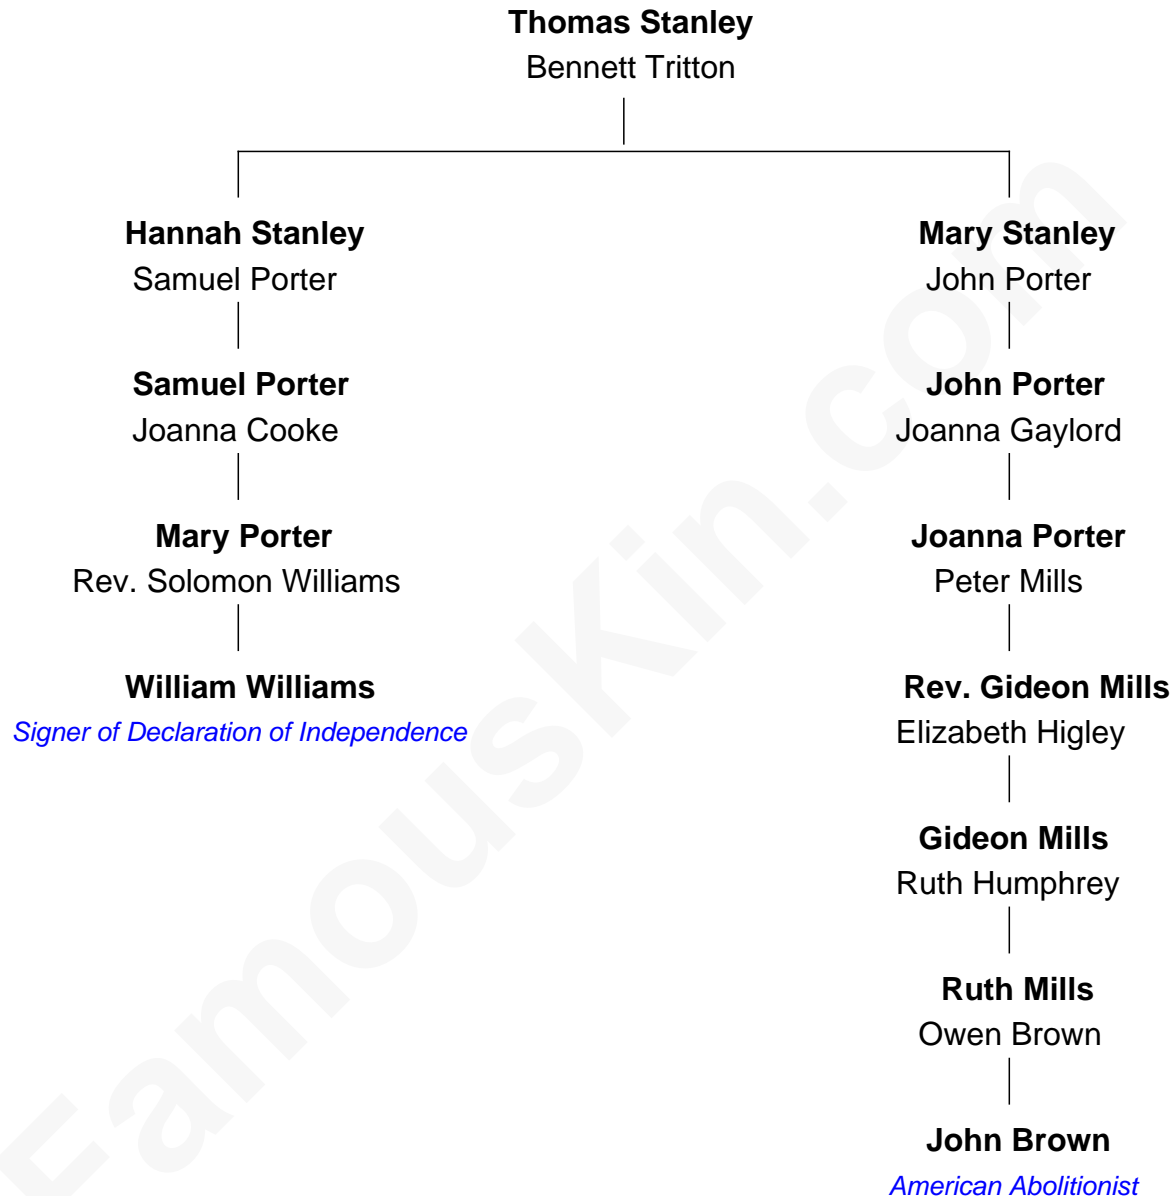 Thomas Stanley
Bennett Tritton
Hannah Stanley
Samuel Porter
Samuel Porter
Joanna Cooke
Mary Porter
Rev. Solomon Williams
William Williams
Signer of Declaration of Independence
Mary Stanley
John Porter
John Porter
Joanna Gaylord
Joanna Porter
Peter Mills
Rev. Gideon Mills
Elizabeth Higley
Gideon Mills
Ruth Humphrey
Ruth Mills
Owen Brown
John Brown
American Abolitionist
FamousKin.com